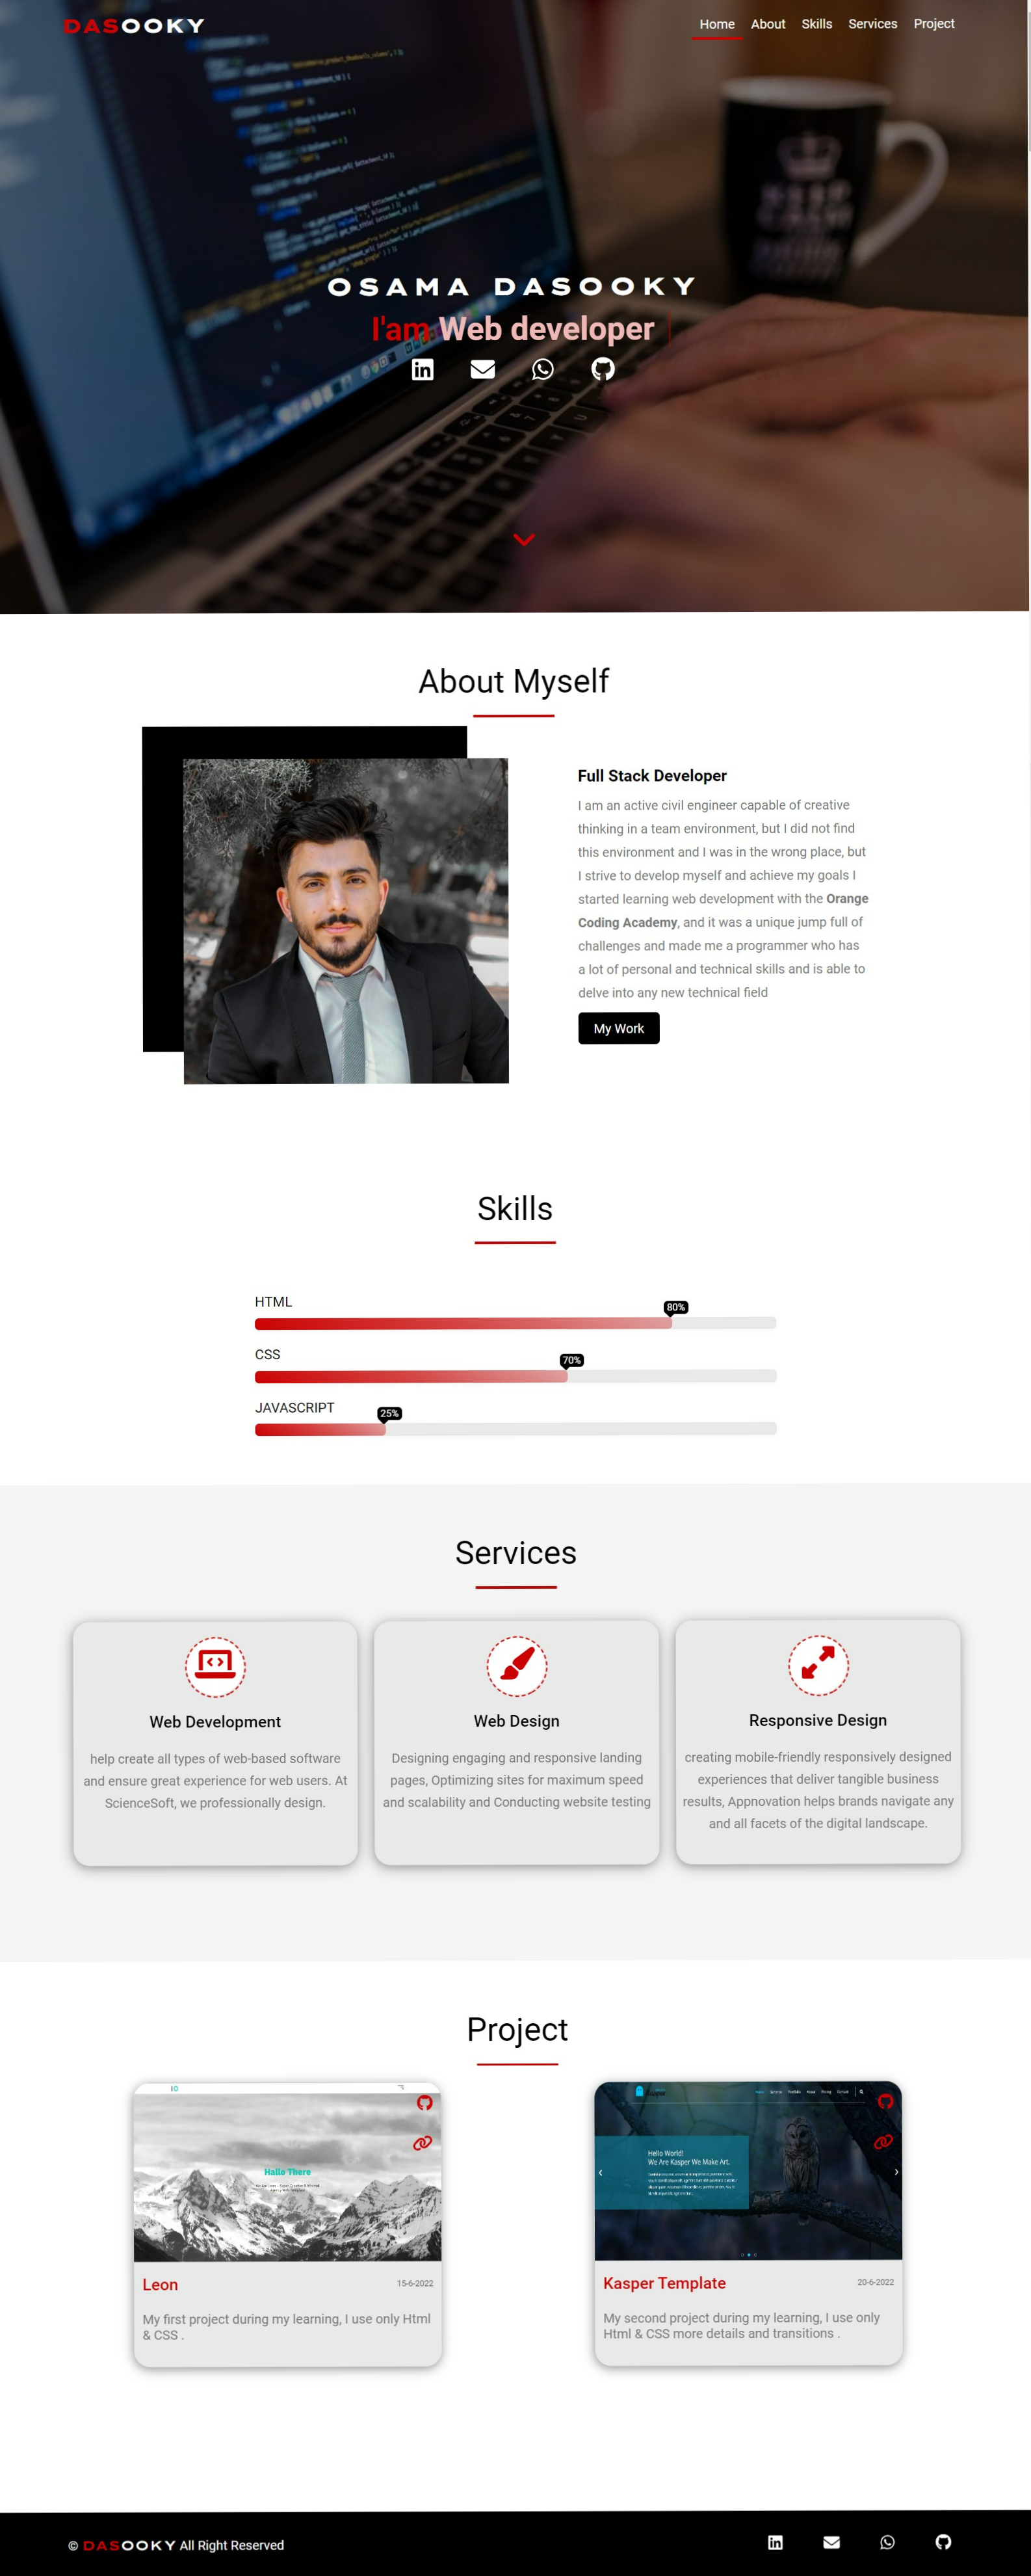 DASOOKY
Home About Skills Services Project
OSAMA DASOOKY
I'am Web developer
About Myself
Full Stack Developer
I am an active civil engineer capable of creative
thinking in a team environment, but I did not find
this environment and I was in the wrong place, but
I strive to develop myself and achieve my goals I
started learning web development with the Orange
Coding Academy, and it was a unique jump full of
challenges and made me a programmer who has
a lot of personal and technical skills and is able to
delve into any new technical field
My Work
Skills
HTML
80%
CSS
70%
JAVASCRIPT
25%
Services
Web Development
help create all types of web-based software
and ensure great experience for web users. At
ScienceSoft, we professionally design.
Web Design
Designing engaging and responsive landing
pages, Optimizing sites for maximum speed
and scalability and Conducting website testing
Responsive Design
creating mobile-friendly responsively designed
experiences that deliver tangible business
results, Appnovation helps brands navigate any
and all facets of the digital landscape.
Project
Hallo There
Leon
15-6-2022
My first project during my learning, I use only Html
& CSS .
Hello World!
We Are Kasper We Make Art.
Kasper Template
20-6-2022
My second project during my learning, I use only
Html & CSS more details and transitions .
© DASOOKY All Right Reserved